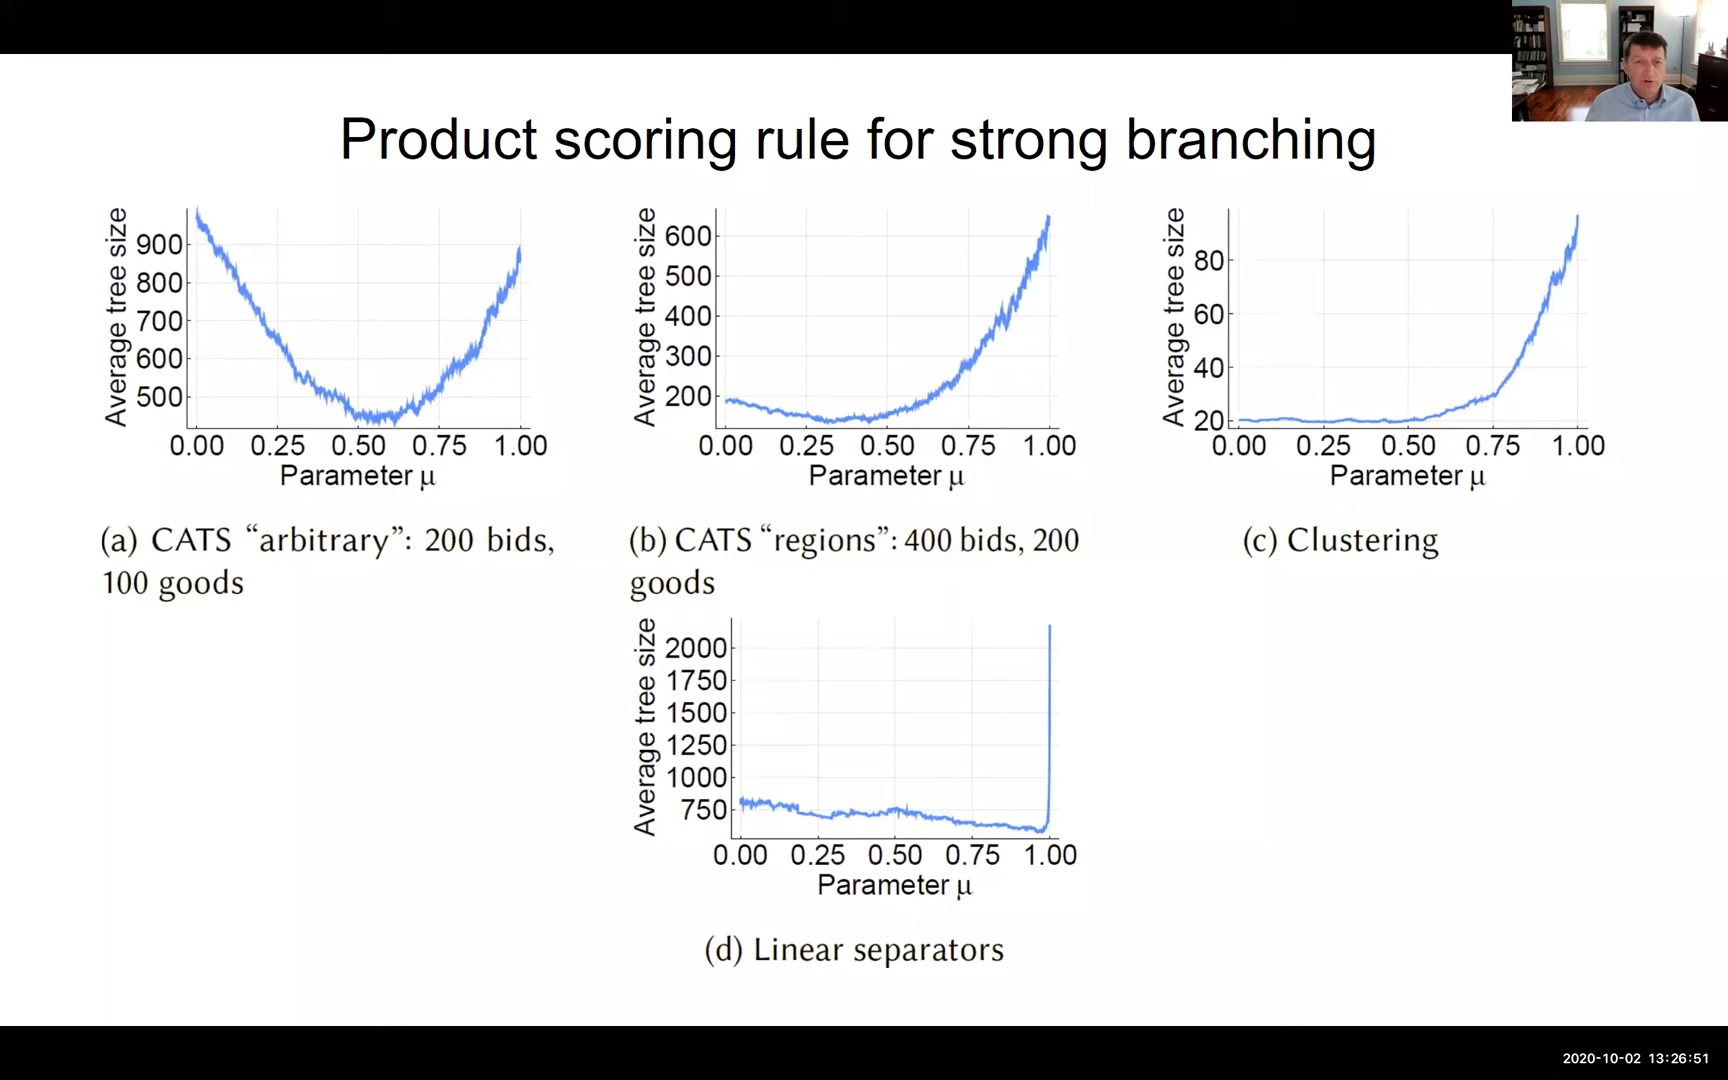 Product scoring rule for strong branching
Average tree size
900
800
700
600
500
0.00 0.25 0.50 0.75 1.00
Parameter μ
(a) CATS “arbitrary”: 200 bids,
100 goods
Average tree size
600
500
400
300
200
0.00 0.25 0.50 0.75 1.00
Parameter μ
(b) CATS “regions”: 400 bids, 200
goods
Average tree size
80
60
40
20
0.00 0.25 0.50 0.75 1.00
Parameter μ
(c) Clustering
Average tree size
2000
1750
1500
1250
1000
750
0.00 0.25 0.50 0.75 1.00
Parameter μ
(d) Linear separators
2020-10-02 13:26:51